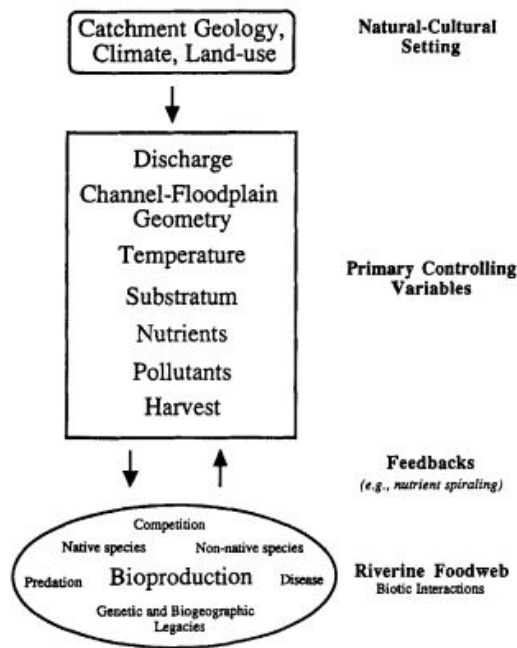 Catchment Geology,
Climate, Land-use
Natural-Cultural
Setting
Discharge
Channel-Floodplain
Geometry
Temperature
Substratum
Nutrients
Pollutants
Harvest
Primary Controlling
Variables
Feedbacks
(e.g., nutrient spiraling)
Competition
Native species
Non-native species
Predation
Bioproduction
Disease
Genetic and Biogeographic
Legacies
Riverine Foodweb
Biotic Interactions